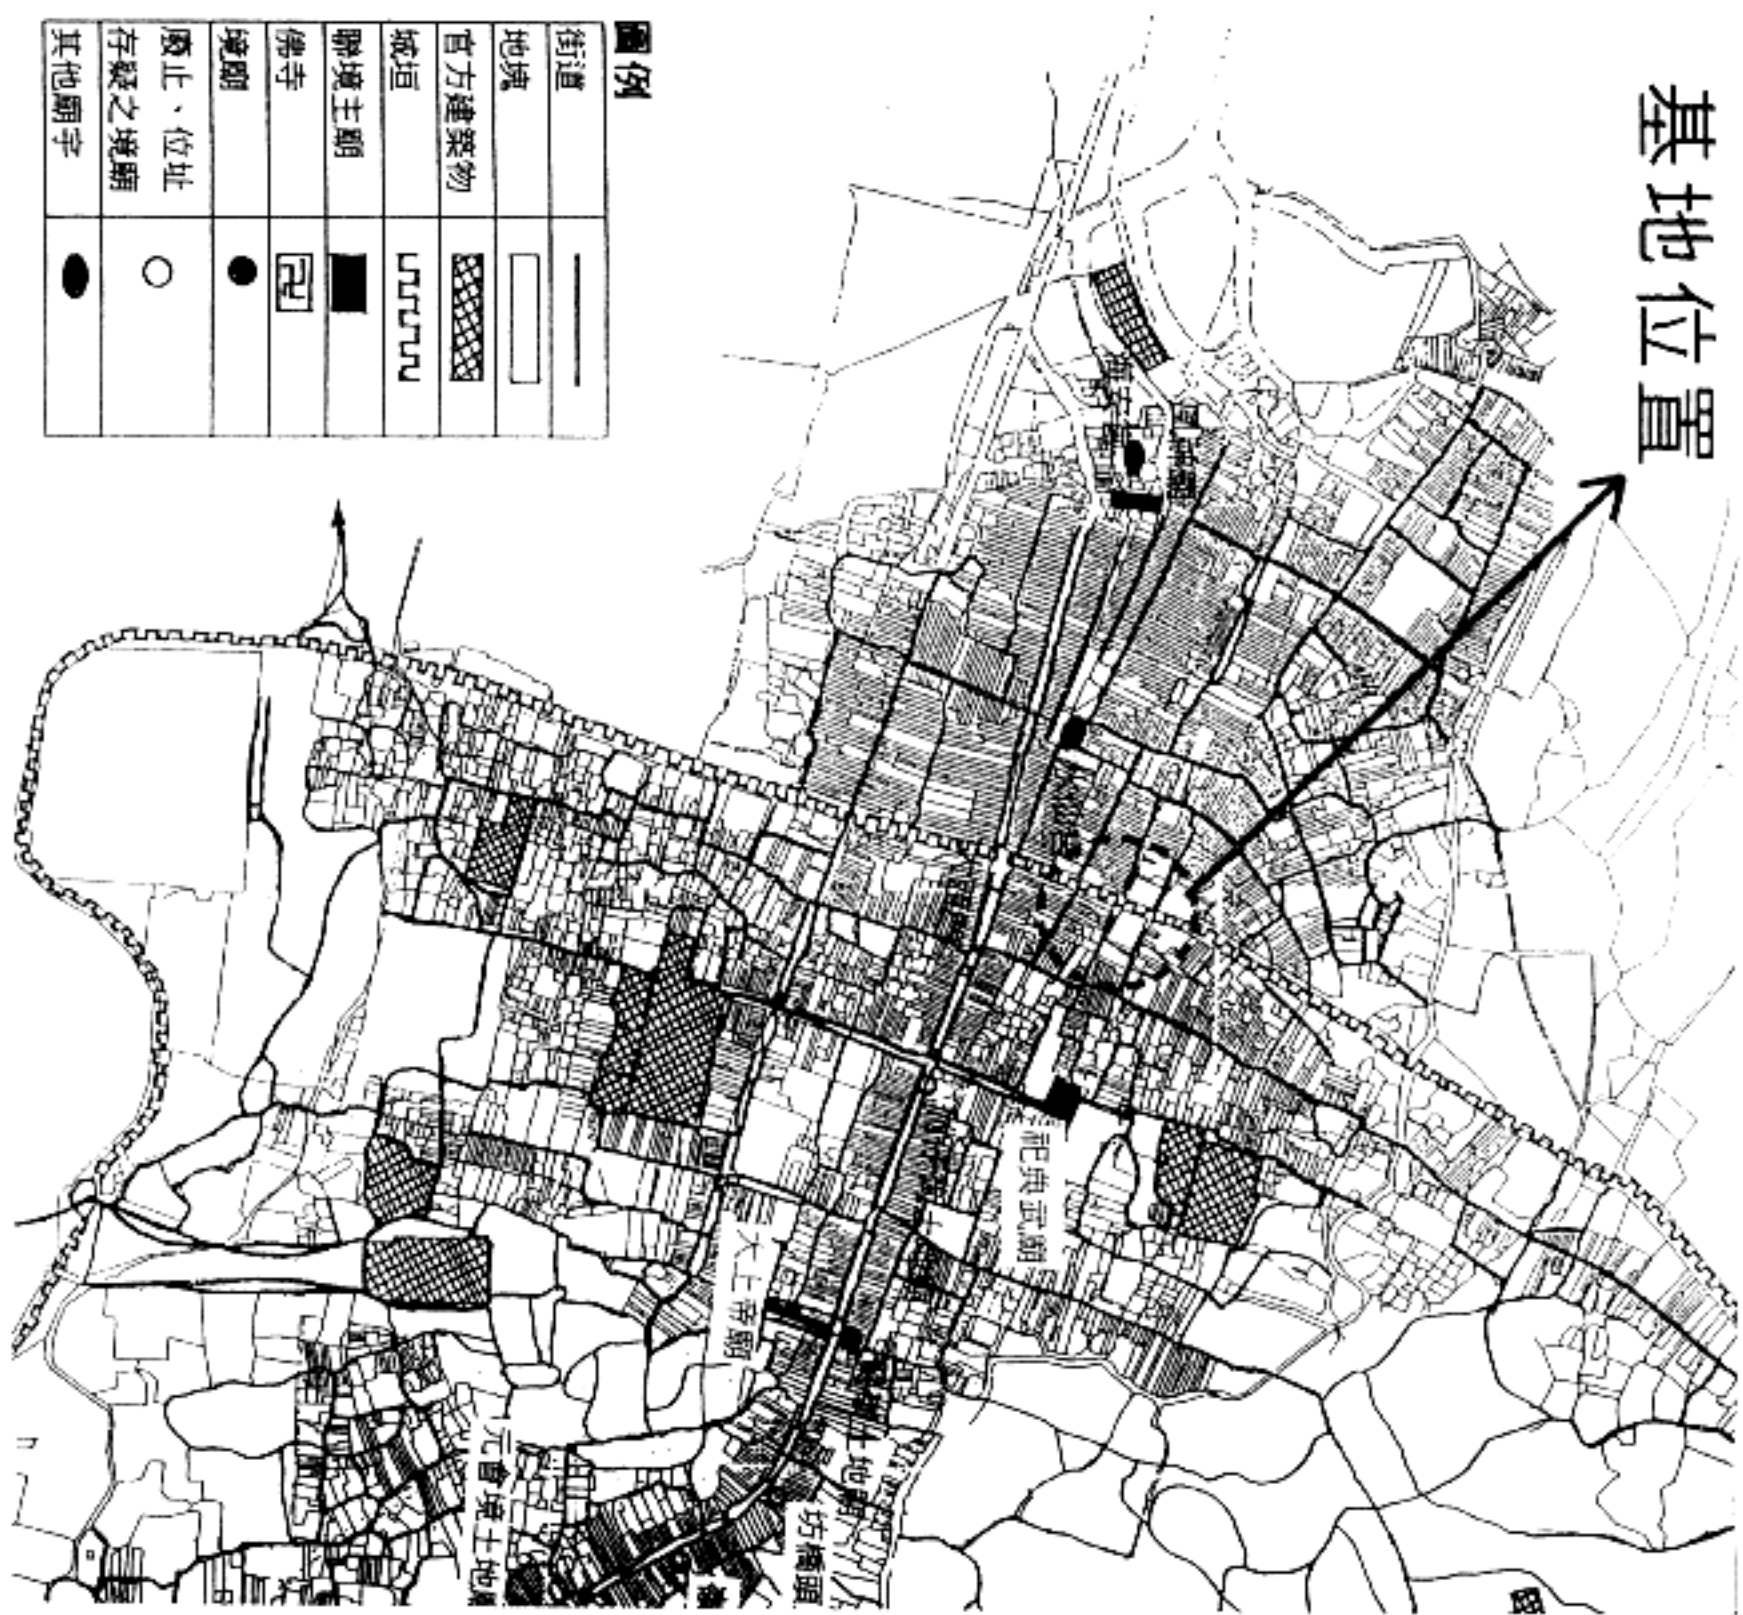 基地位置
圖例
街道
地塊
官方建築物
城垣
聯境主廟
佛寺
境廟
廢止、位址
存疑之境廟
其他廟宇
祀典武廟
大上帝廟
元會境土地
土地廟
坊橋頭